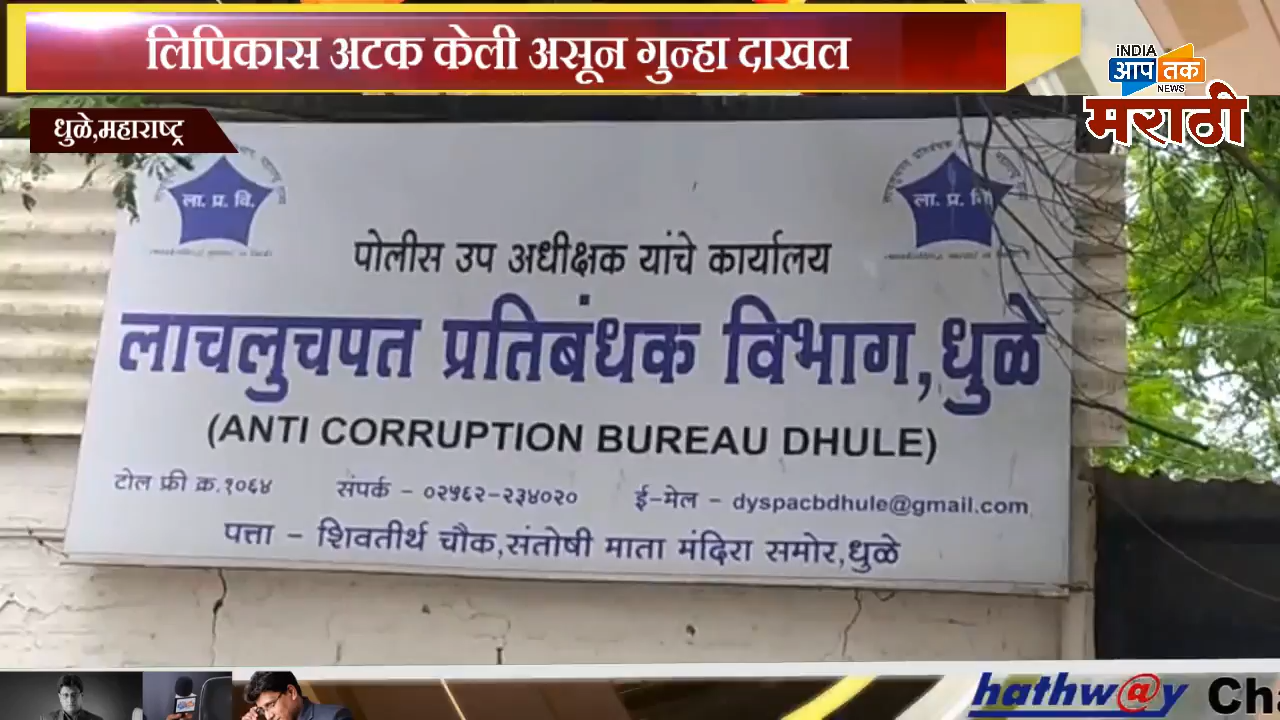 लिपिकास अटक केली असून गुन्हा दाखल
INDIA
आप तक
NEWS
मराठी
धुळे,महाराष्ट्र
ला. प्र. वि.
ला. प्र. वि
पोलीस उप अधीक्षक यांचे कार्यालय
लाचलुचपत प्रतिबंधक विभाग,धुळे
(ANTI CORRUPTION BUREAU DHULE)
टोल फ्री क्र.१०६४ संपर्क - ०२५६२-२३४०२० ई-मेल - dyspacbdhule@gmail.com
पत्ता - शिवतीर्थ चौक,संतोषी माता मंदिरा समोर,धुळे
hathw@y Cha